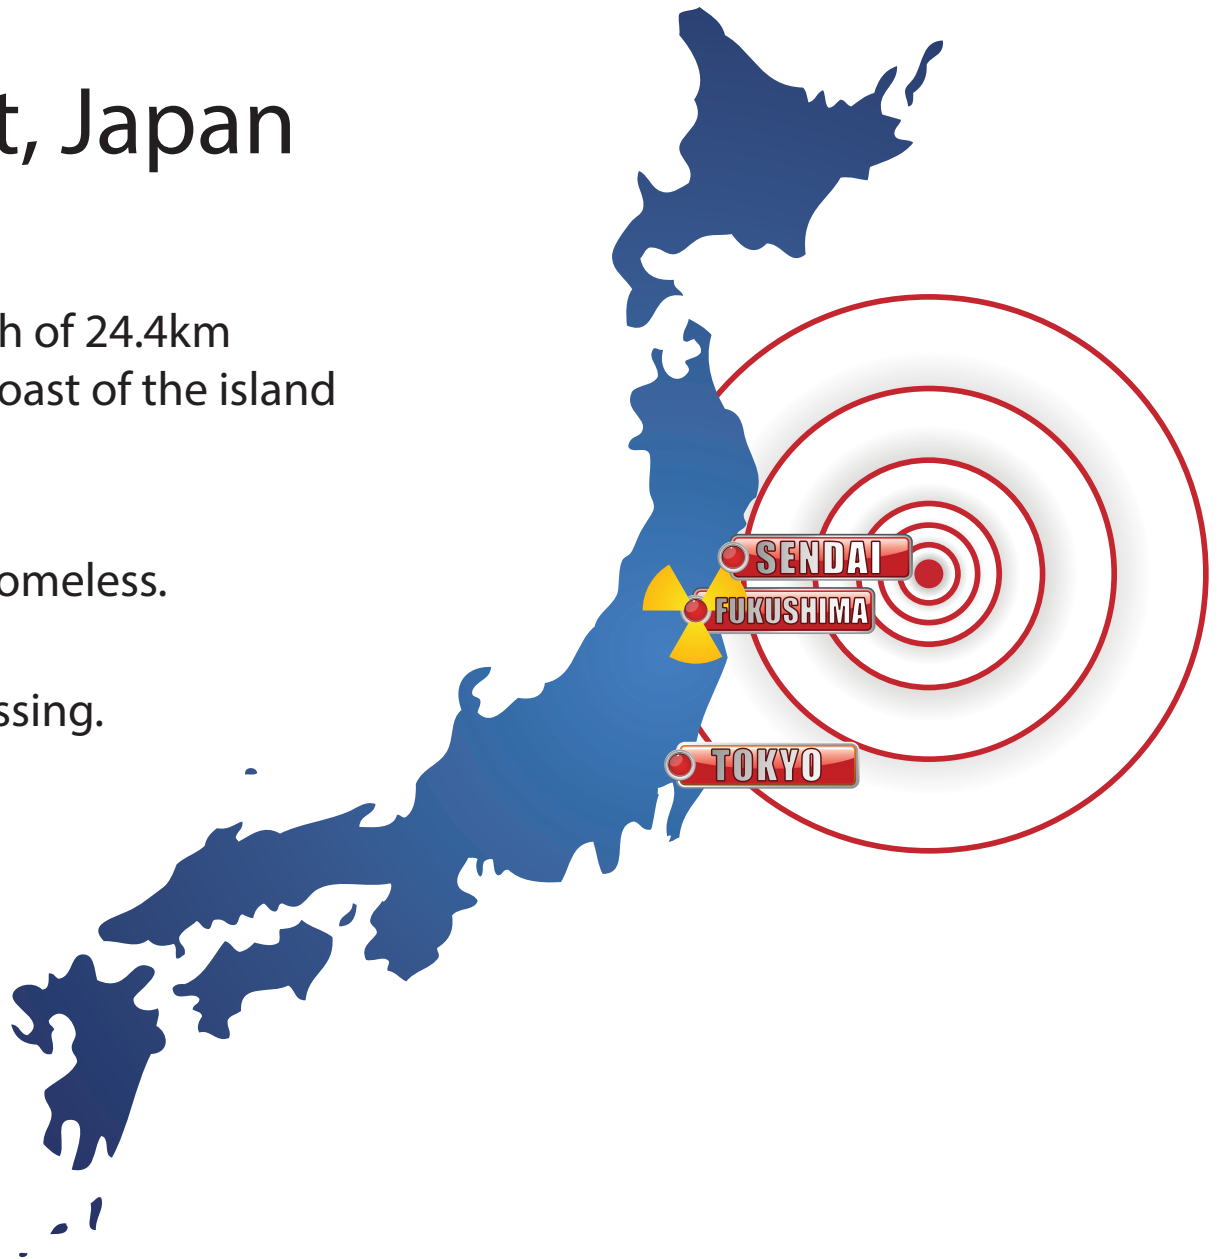 t, Japan
h of 24.4km
oast of the island
SENDAI
omeless.
FUKUSHIMA
ssing.
TOKYO